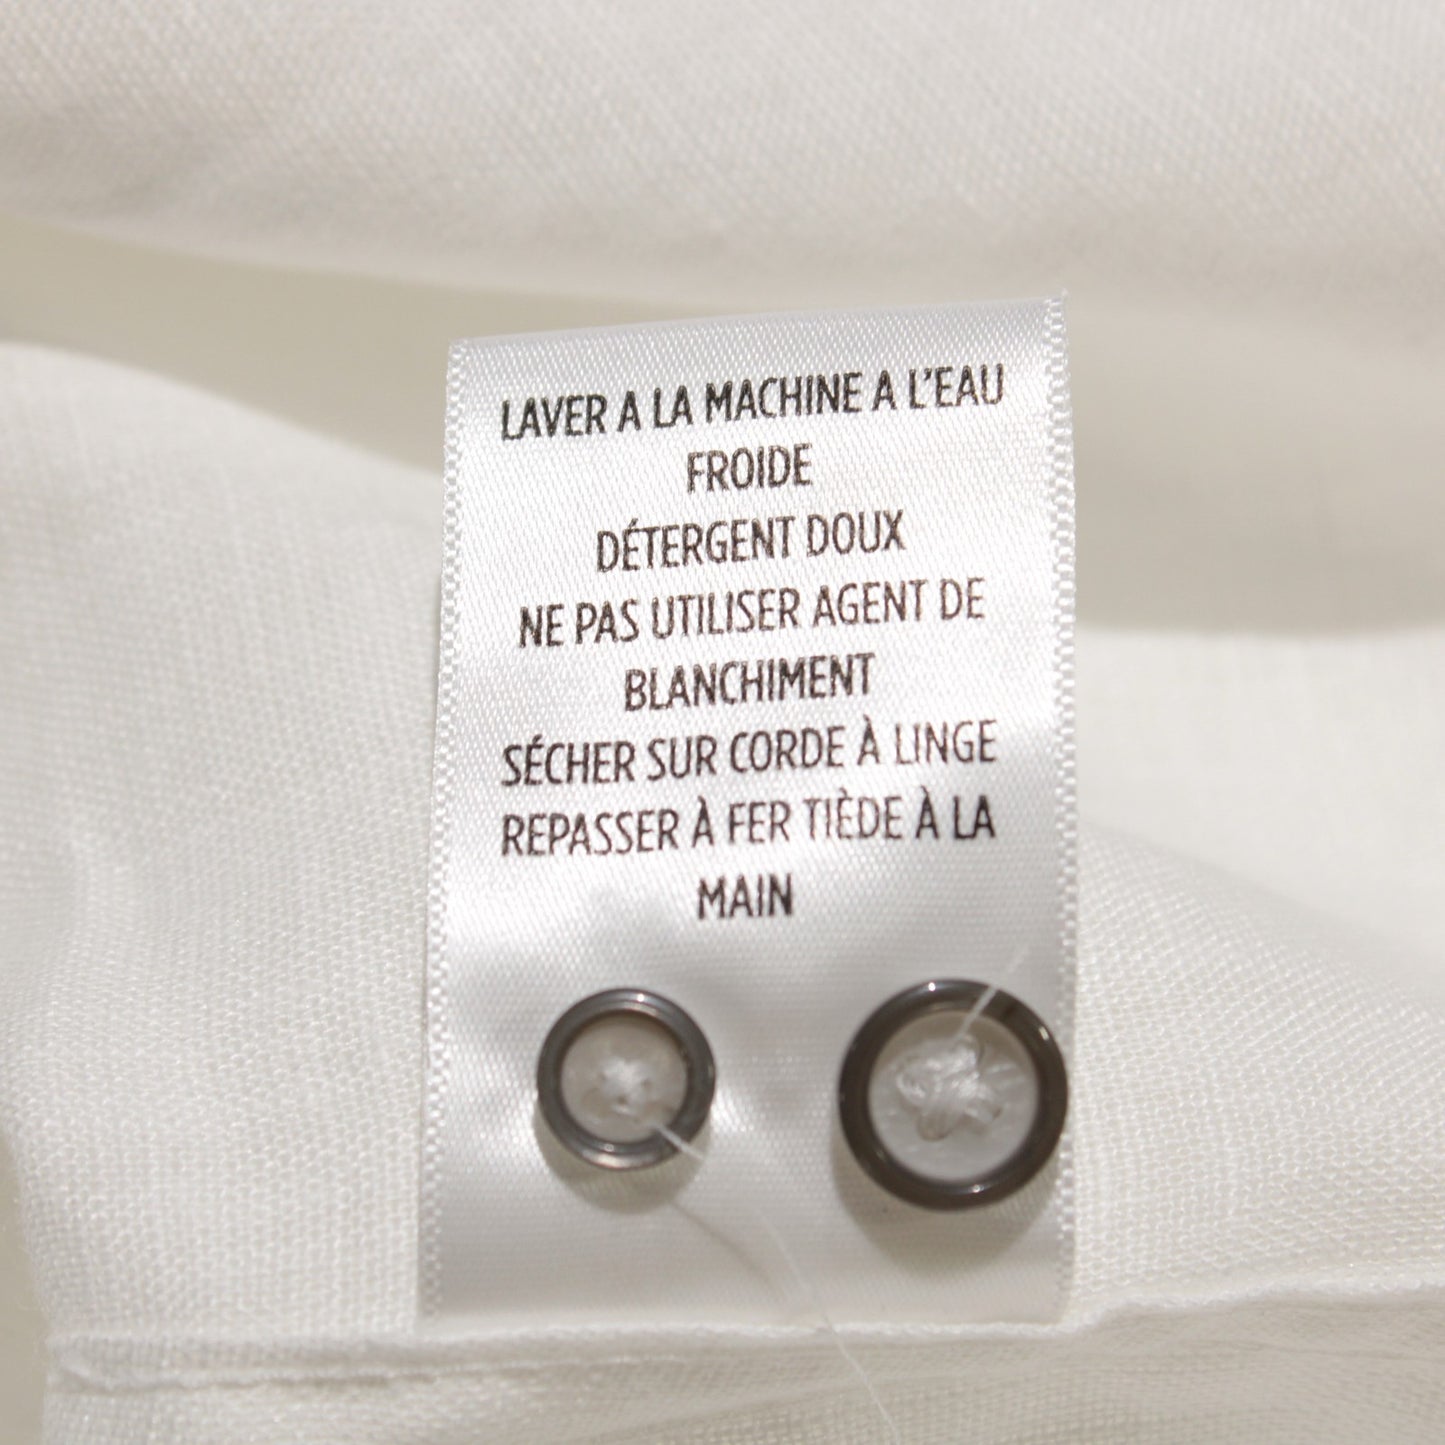 LAVER A LA MACHINE A L'EAU
FROIDE
DÉTERGENT DOUX
NE PAS UTILISER AGENT DE
BLANCHIMENT
SÉCHER SUR CORDE À LINGE
REPASSER À FER TIÈDE À LA
MAIN